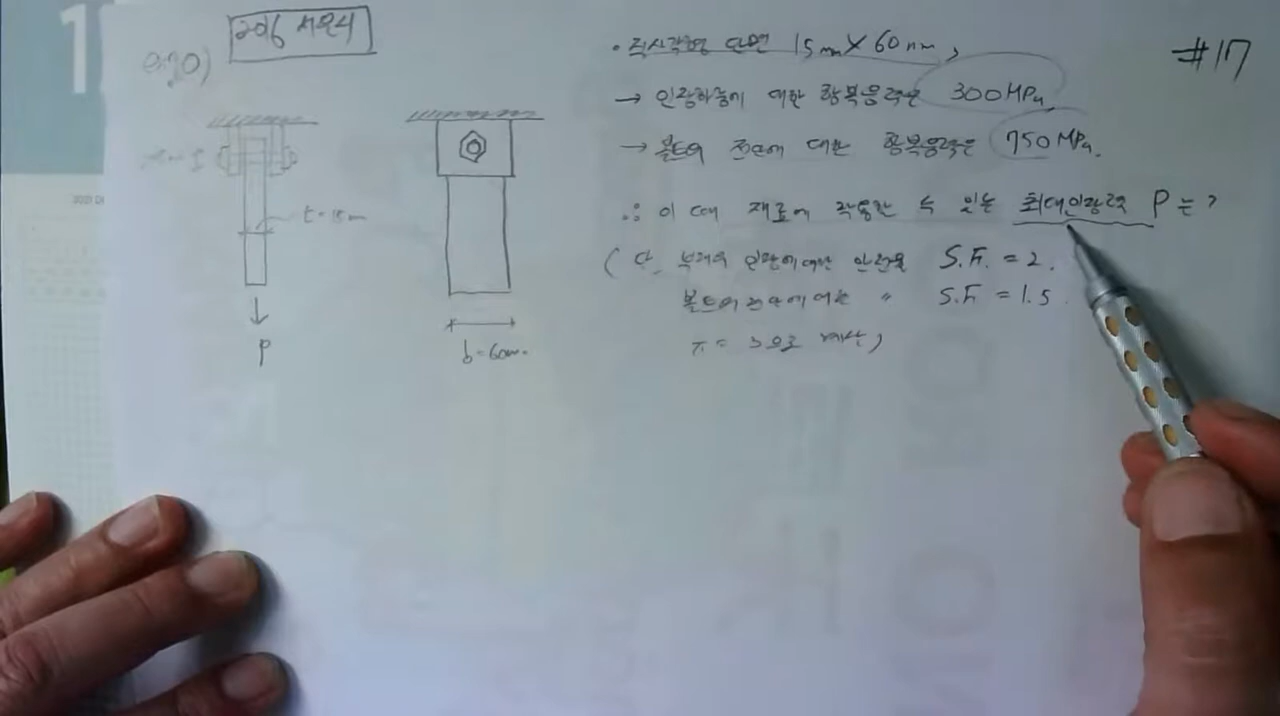 2016 서울시
#17
• 직사각형 단면 15mm X 60mm,
→ 인장하중에 대한 항복응력은 300MPa,
→ 볼트의 전단에 대한 항복응력은 750MPa.
∴ 이 때 재료에 작용할 수 있는 최대인장력 P는?
(단, 부재의 인장에 대한 안전율 S.F. = 2.
볼트의 전단에 대한 〃 S.F = 1.5.
π = 3으로 계산)
t = 15mm
P
b = 60mm
1